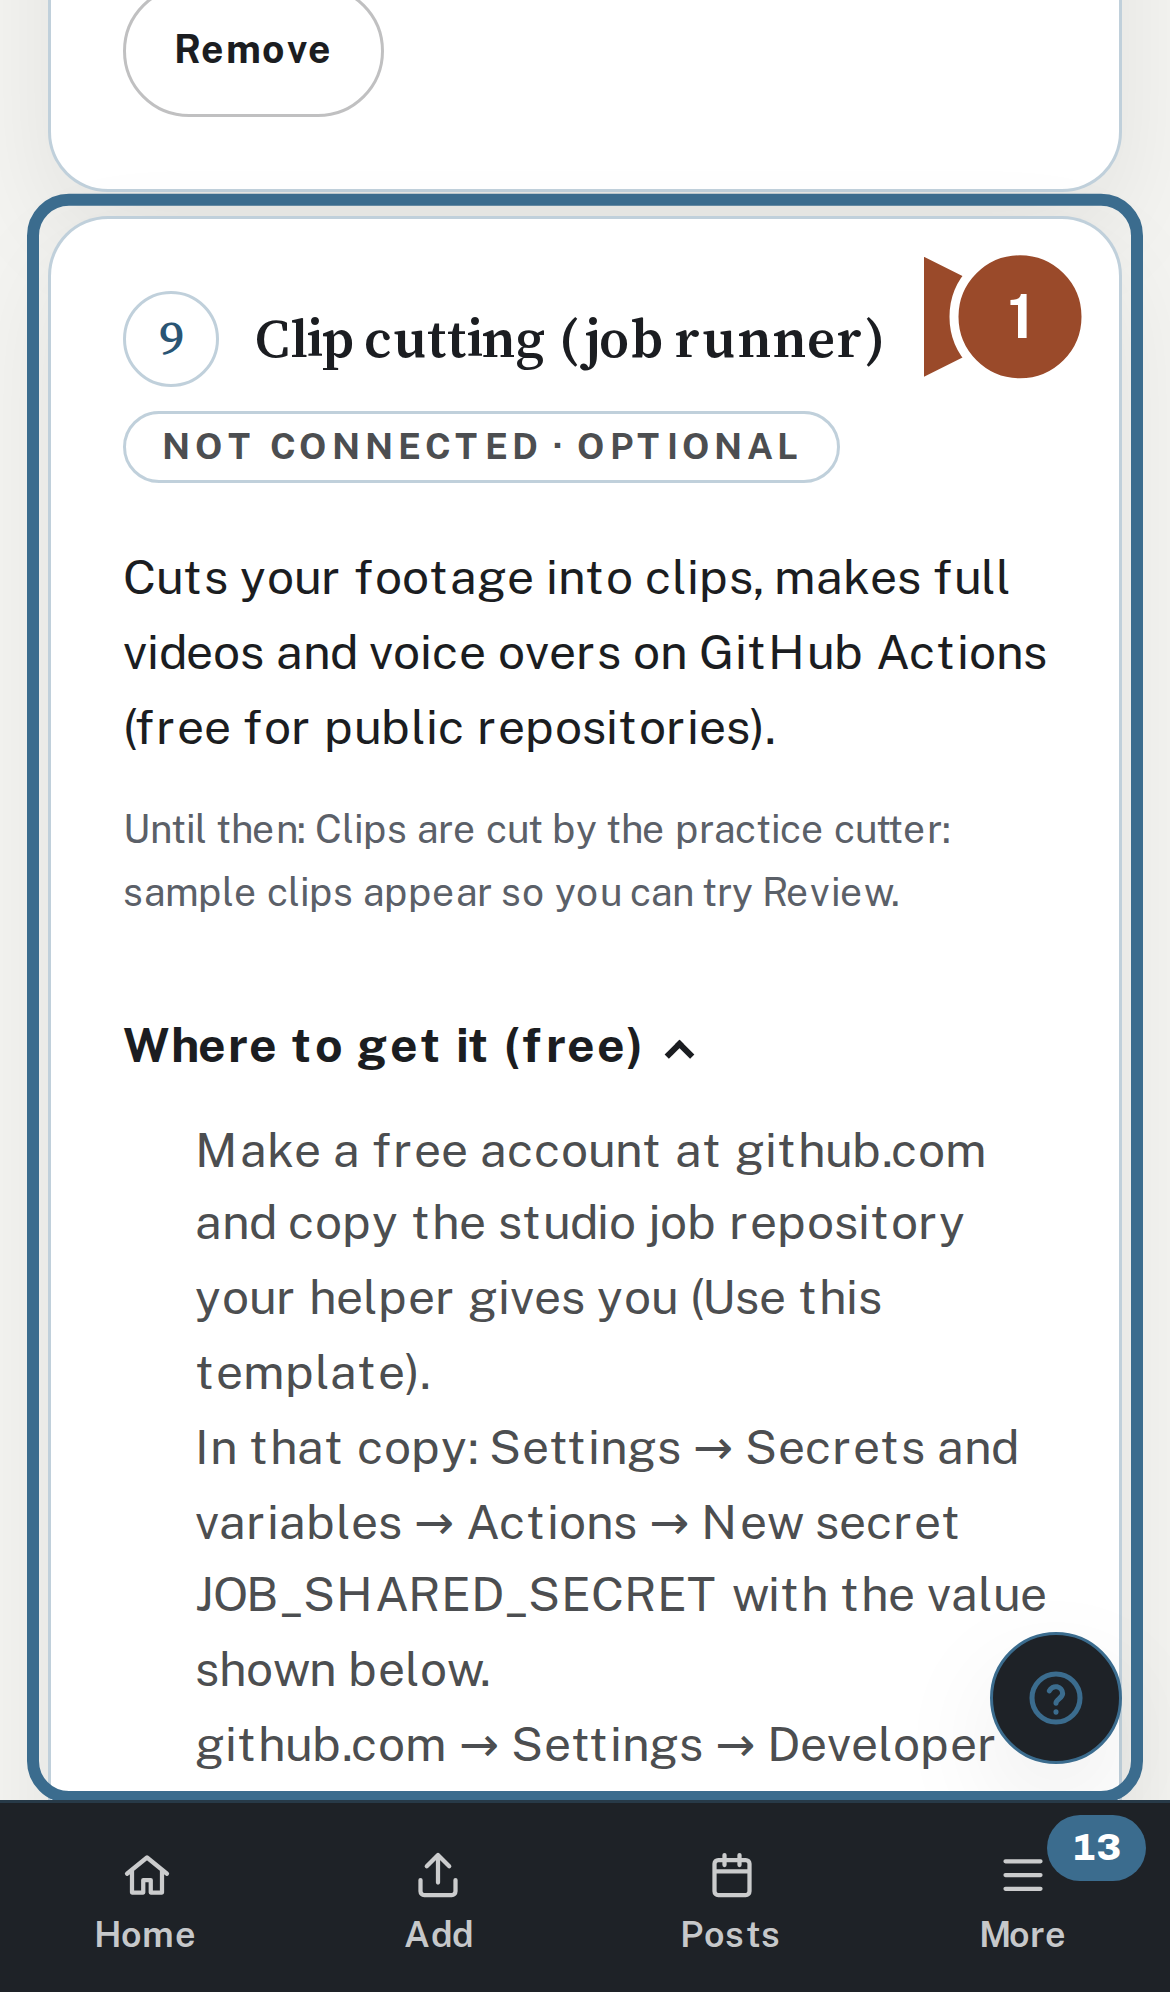 Remove
9
Clip cutting (job runner)
1
NOT CONNECTED · OPTIONAL
Cuts your footage into clips, makes full
videos and voice overs on GitHub Actions
(free for public repositories).
Until then: Clips are cut by the practice cutter:
sample clips appear so you can try Review.
Where to get it (free)
Make a free account at github.com
and copy the studio job repository
your helper gives you (Use this
template).
In that copy: Settings → Secrets and
variables → Actions → New secret
JOB_SHARED_SECRET with the value
shown below.
github.com → Settings → Developer
?
13
Home
Add
Posts
More